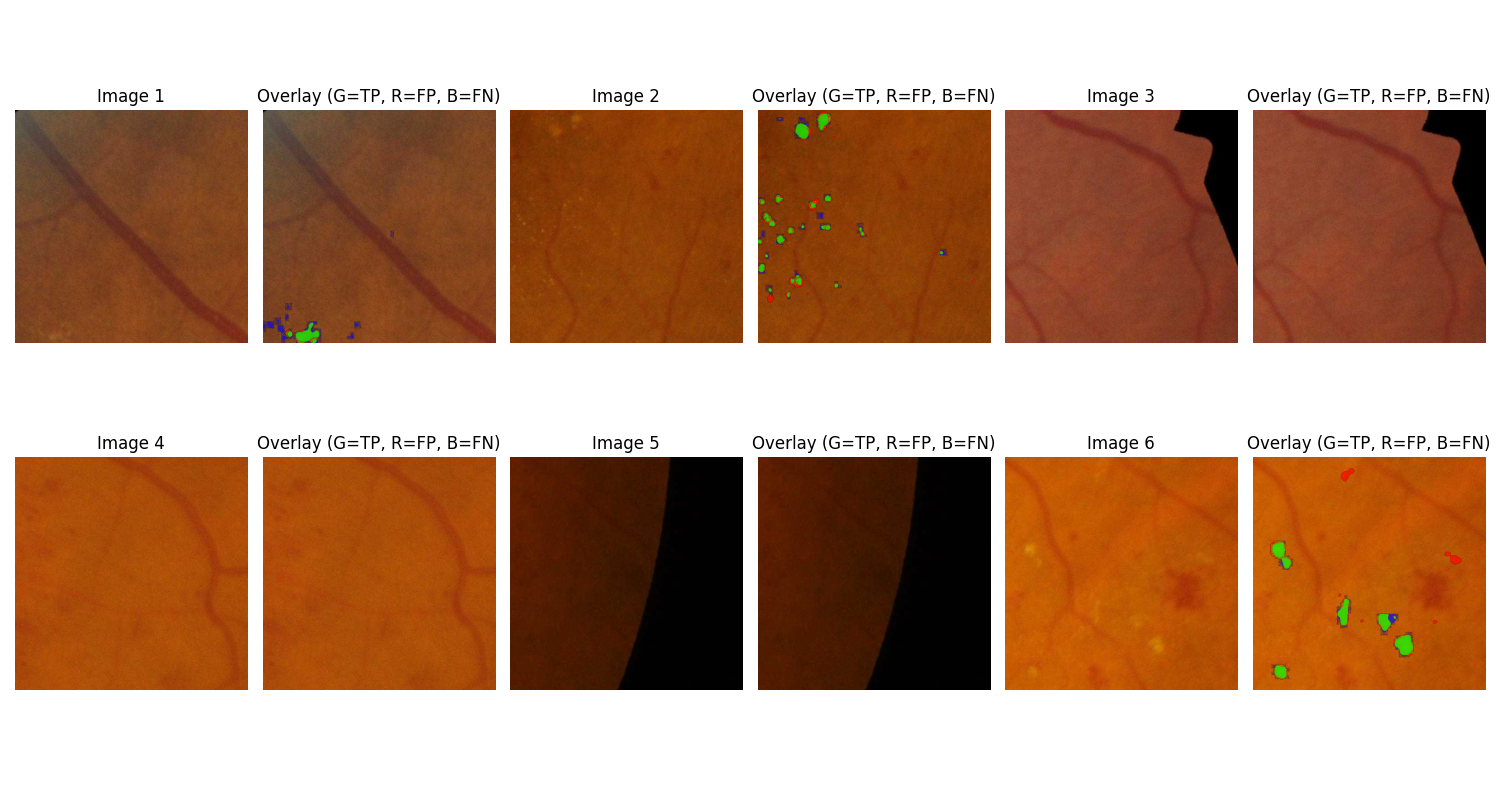 Image 1
Overlay (G=TP, R=FP, B=FN)
Image 2
Overlay (G=TP, R=FP, B=FN)
Image 3
Overlay (G=TP, R=FP, B=FN)
Image 4
Overlay (G=TP, R=FP, B=FN)
Image 5
Overlay (G=TP, R=FP, B=FN)
Image 6
Overlay (G=TP, R=FP, B=FN)